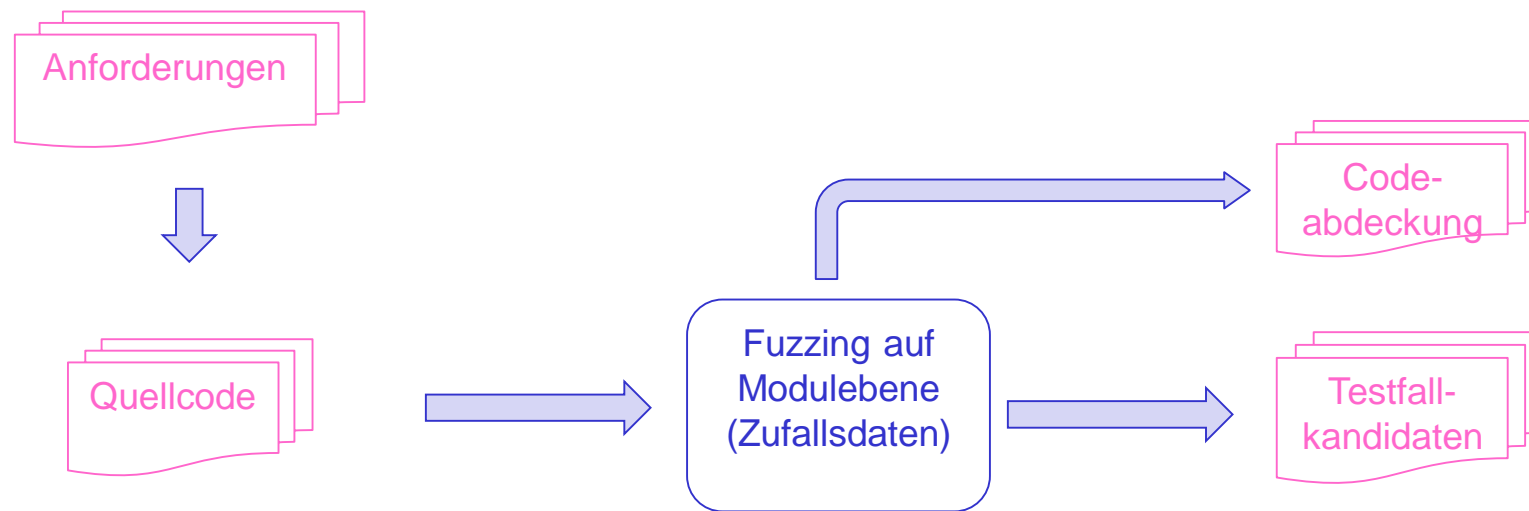 Anforderungen
Code-
abdeckung
Quellcode
Fuzzing auf
Modulebene
(Zufallsdaten)
Testfall-
kandidaten